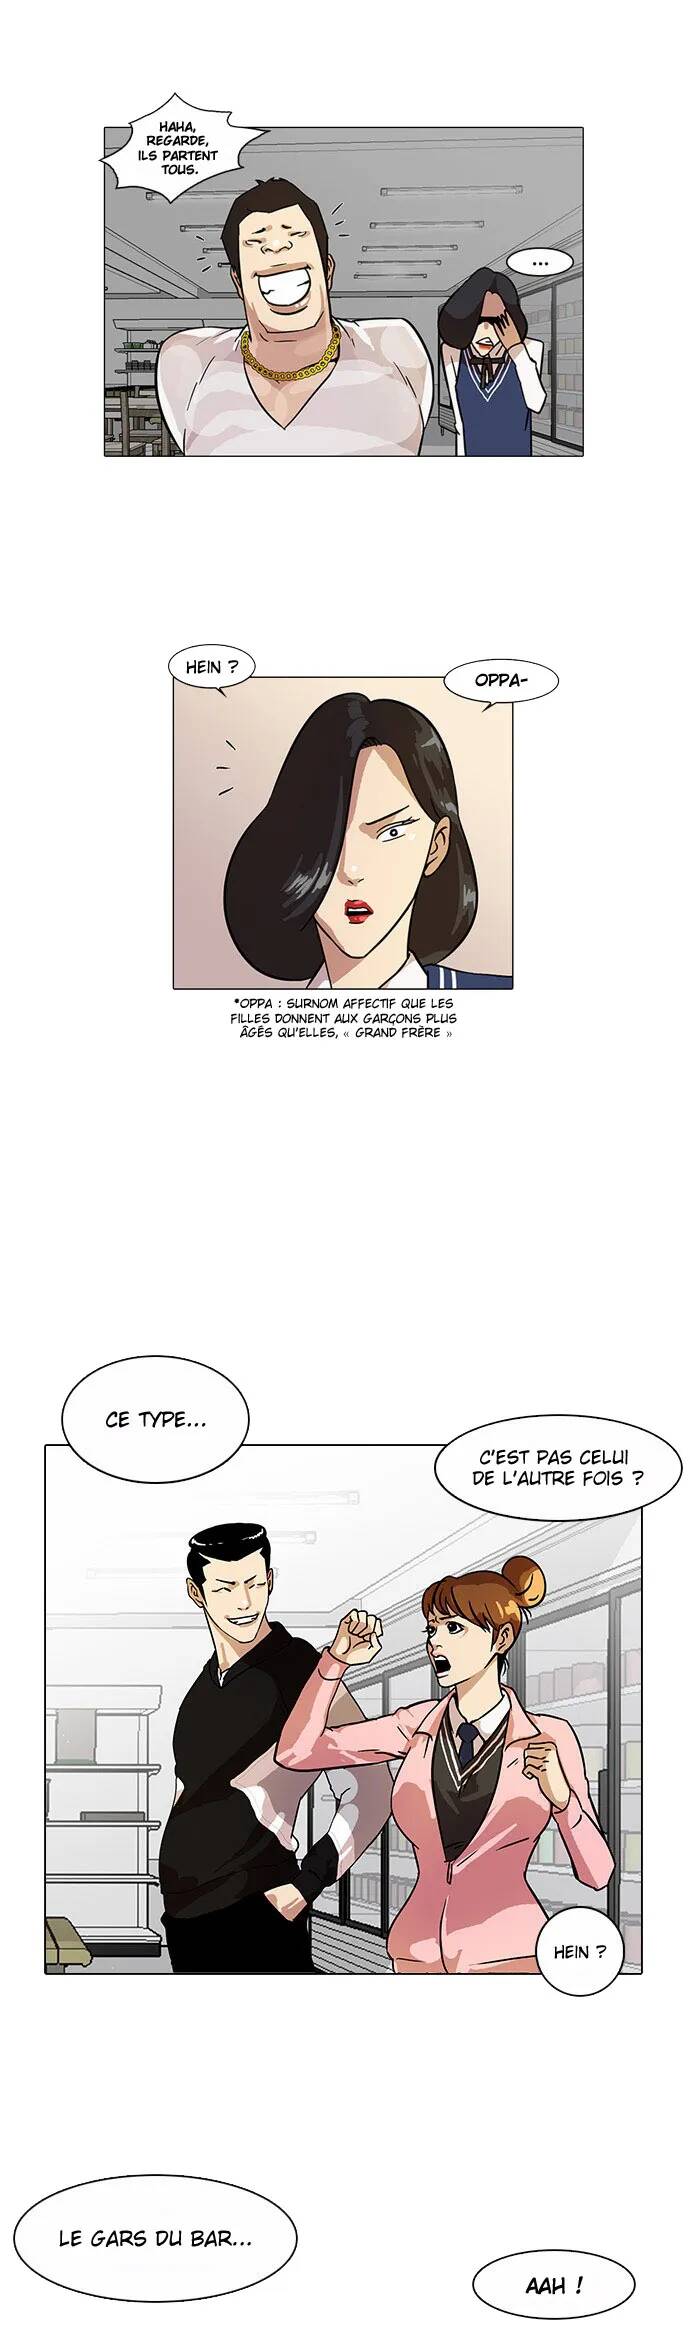 HAHA,
REGARDE,
ILS PARTENT
TOUS.
...
HEIN ?
OPPA-
*OPPA : SURNOM AFFECTIF QUE LES
FILLES DONNENT AUX GARÇONS PLUS
ÂGÉS QU'ELLES, « GRAND FRÈRE »
CE TYPE...
C'EST PAS CELUI
DE L'AUTRE FOIS ?
HEIN ?
LE GARS DU BAR...
AAH !